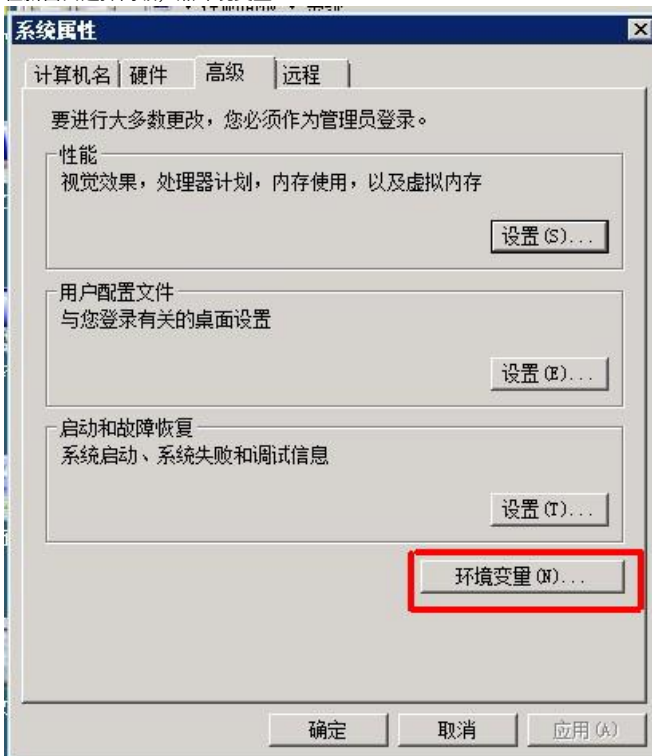 系统属性
计算机名
硬件
高级
远程
要进行大多数更改，您必须作为管理员登录。
性能
视觉效果，处理器计划，内存使用，以及虚拟内存
设置(S)...
用户配置文件
与您登录有关的桌面设置
设置(E)...
启动和故障恢复
系统启动、系统失败和调试信息
设置(T)...
环境变量(N)...
确定
取消
应用(A)